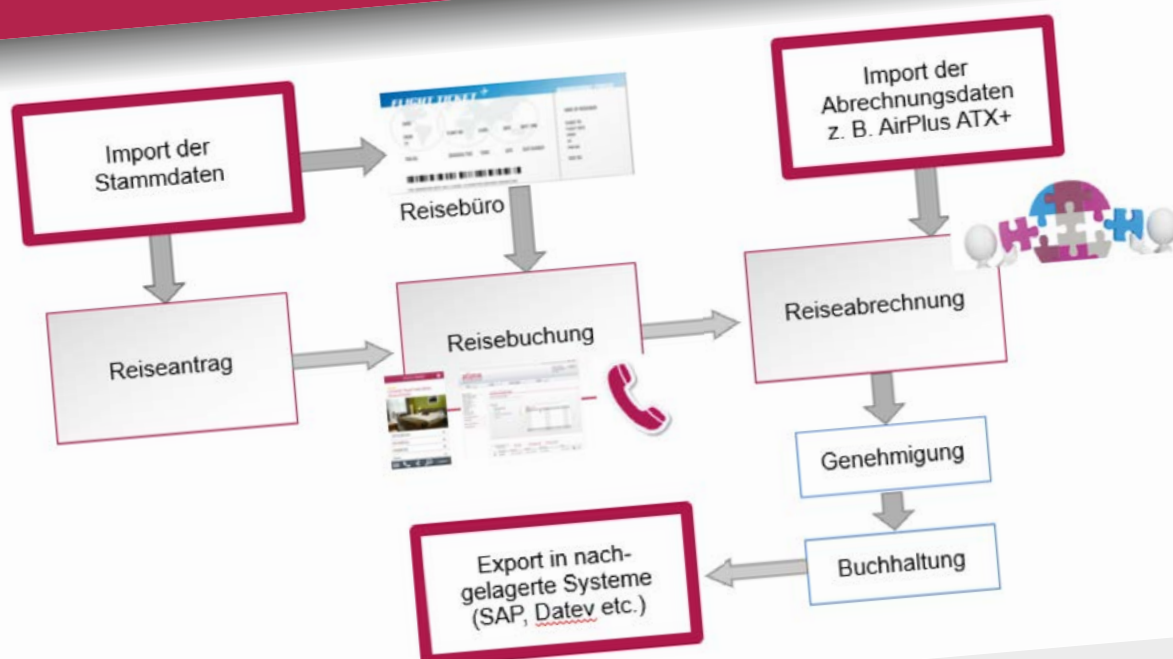 Import der
Stammdaten
FLIGHT TICKET
Reisebüro
Import der
Abrechnungsdaten
z. B. AirPlus ATX+
Reiseantrag
Reisebuchung
Reiseabrechnung
Genehmigung
Buchhaltung
Export in nach-
gelagerte Systeme
(SAP, Datev etc.)